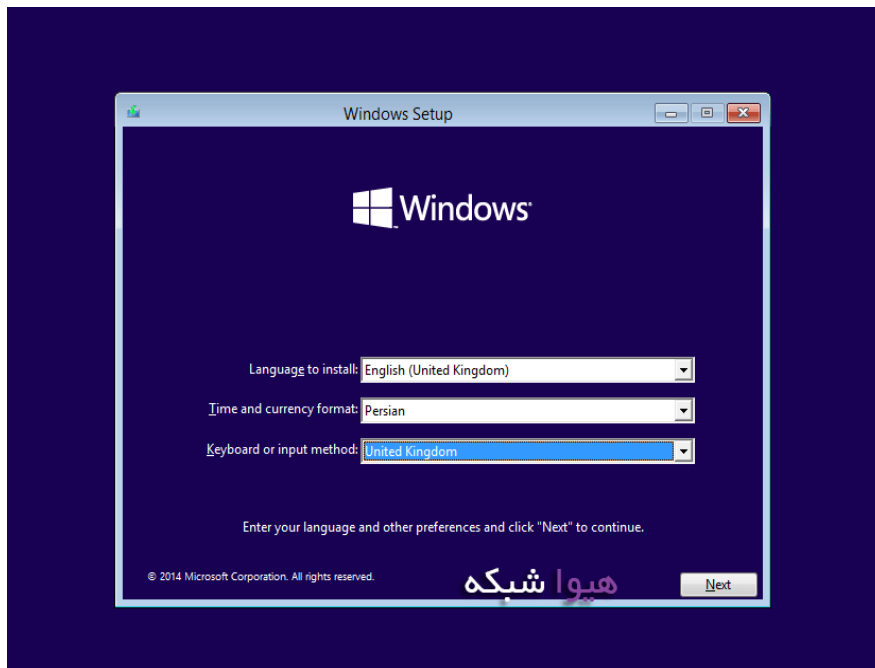 Windows Setup
Windows
Language to install: English (United Kingdom)
Time and currency format: Persian
Keyboard or input method: United Kingdom
Enter your language and other preferences and click "Next" to continue.
© 2014 Microsoft Corporation. All rights reserved.
هیوا شبکه
Next